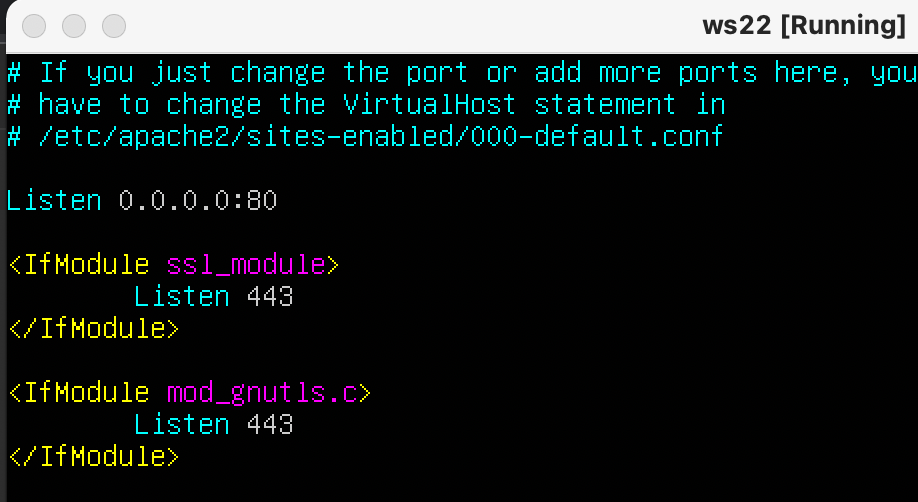 ws22 [Running]
# If you just change the port or add more ports here, you
# have to change the VirtualHost statement in
# /etc/apache2/sites-enabled/000-default.conf
Listen 0.0.0.0:80
<IfModule ssl_module>
Listen 443
</IfModule>
<IfModule mod_gnutls.c>
Listen 443
</IfModule>